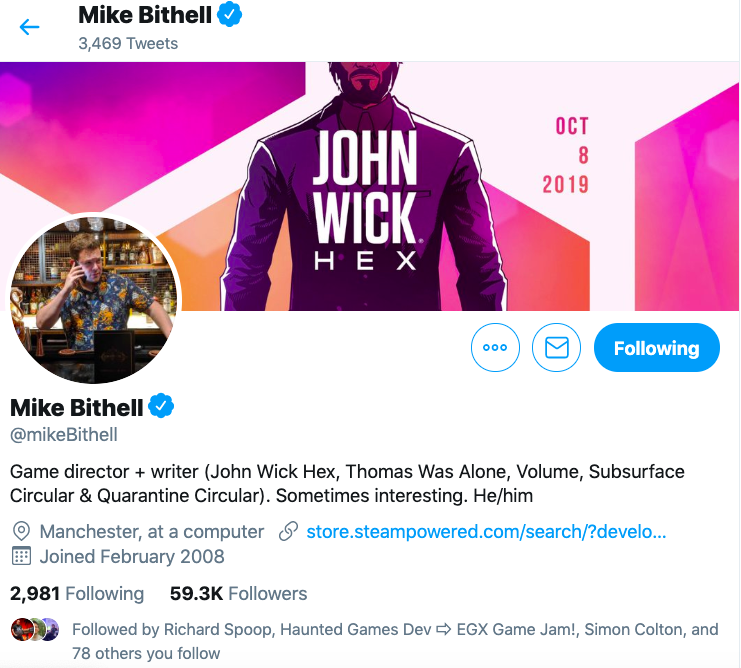 Mike Bithell
3,469 Tweets
JOHN
WICK®
HEX
OCT
8
2019
Following
Mike Bithell
@mikeBithell
Game director + writer (John Wick Hex, Thomas Was Alone, Volume, Subsurface
Circular & Quarantine Circular). Sometimes interesting. He/him
Manchester, at a computer store.steampowered.com/search/?develo...
Joined February 2008
2,981 Following 59.3K Followers
Followed by Richard Spoop, Haunted Games Dev ⇨ EGX Game Jam!, Simon Colton, and
78 others you follow